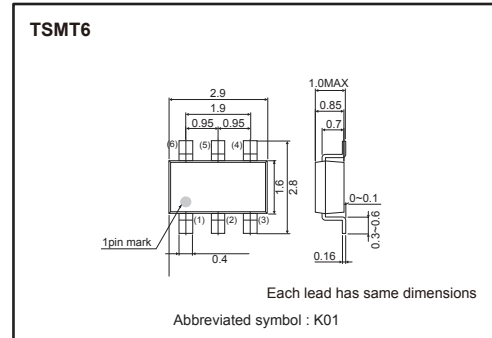 TSMT6
1.0MAX
2.9
0.85
1.9
0.7
0.95 0.95
(6) (5) (4)
1.6
2.8
0~0.1
0.3~0.6
(1) (2) (3)
1pin mark
0.4
0.16
Each lead has same dimensions
Abbreviated symbol : K01